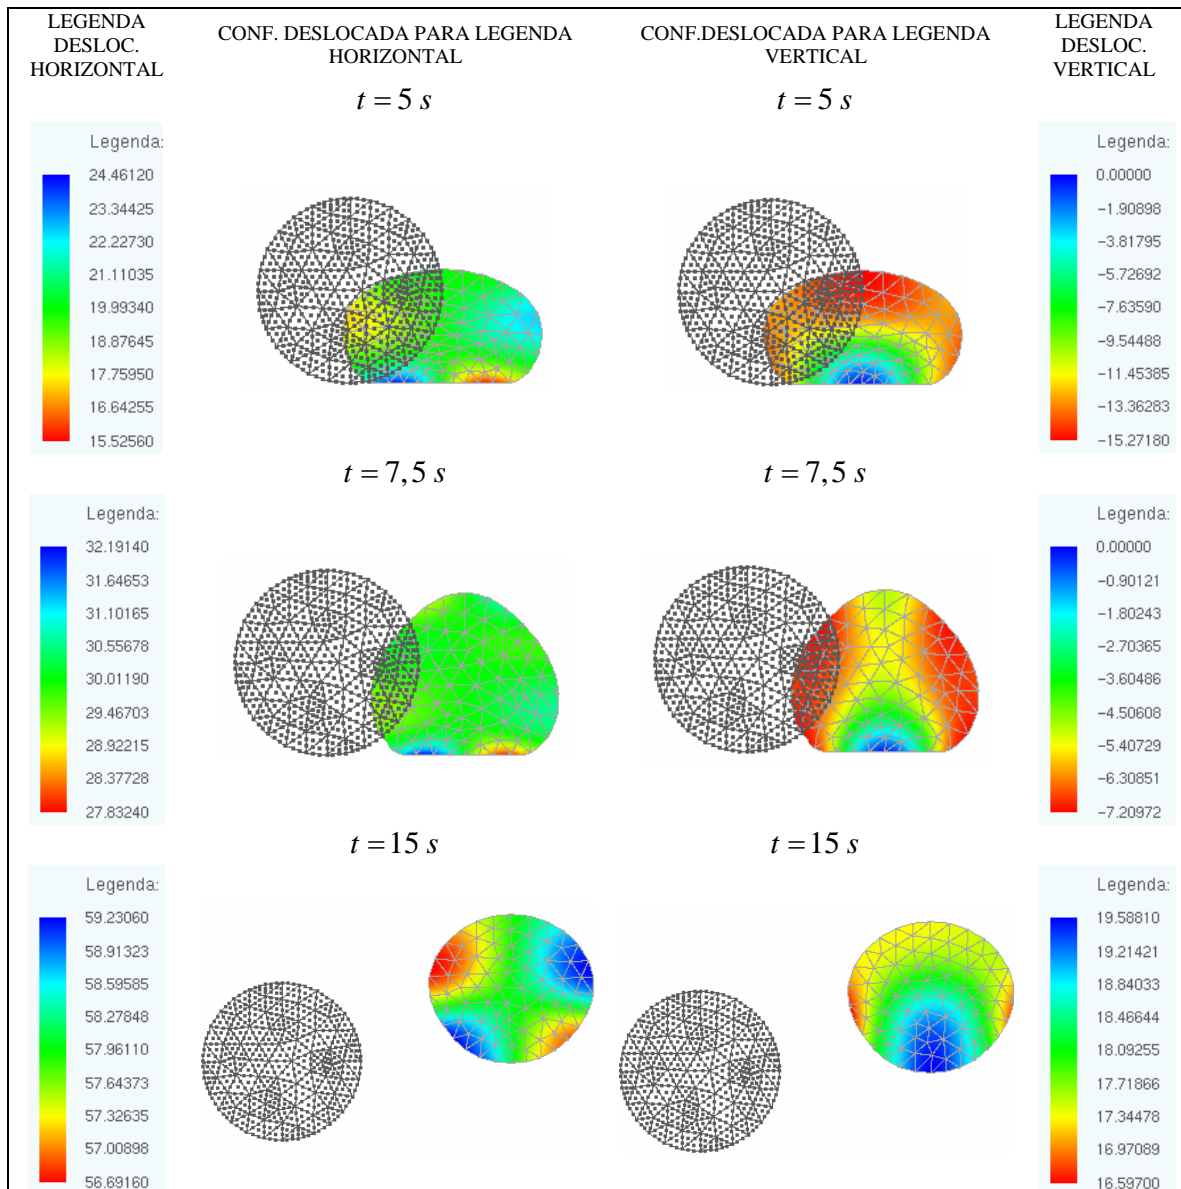 LEGENDA
DESLOC.
HORIZONTAL
CONF. DESLOCADA PARA LEGENDA
HORIZONTAL
CONF.DESLOCADA PARA LEGENDA
VERTICAL
LEGENDA
DESLOC.
VERTICAL
t = 5 s
t = 5 s
Legenda:
24.46120
23.34425
22.22730
21.11035
19.99340
18.87645
17.75950
16.64255
15.52560
Legenda:
0.00000
-1.90898
-3.81795
-5.72692
-7.63590
-9.54488
-11.45385
-13.36283
-15.27180
t = 7,5 s
t = 7,5 s
Legenda:
32.19140
31.64653
31.10165
30.55678
30.01190
29.46703
28.92215
28.37728
27.83240
Legenda:
0.00000
-0.90121
-1.80243
-2.70365
-3.60486
-4.50608
-5.40729
-6.30851
-7.20972
t = 15 s
t = 15 s
Legenda:
59.23060
58.91323
58.59585
58.27848
57.96110
57.64373
57.32635
57.00898
56.69160
Legenda:
19.58810
19.21421
18.84033
18.46644
18.09255
17.71866
17.34478
16.97089
16.59700